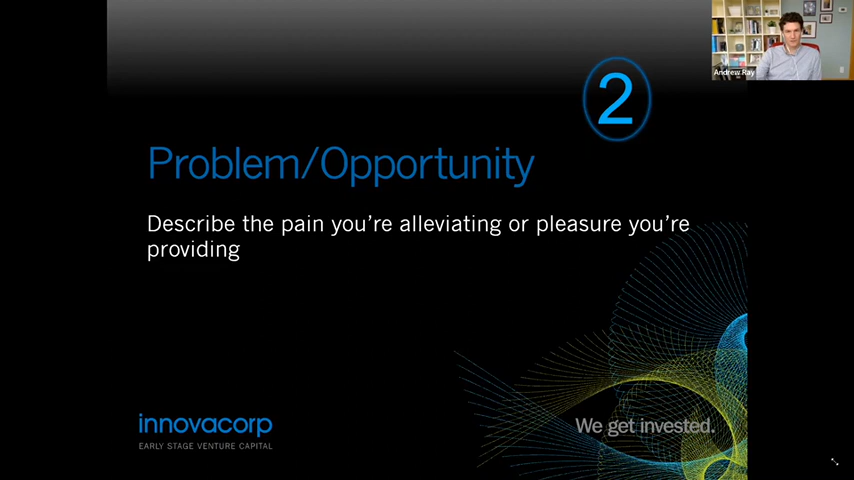 Andrew Ray
2
Problem/Opportunity
Describe the pain you're alleviating or pleasure you're
providing
innovacorp
EARLY STAGE VENTURE CAPITAL
We get invested.